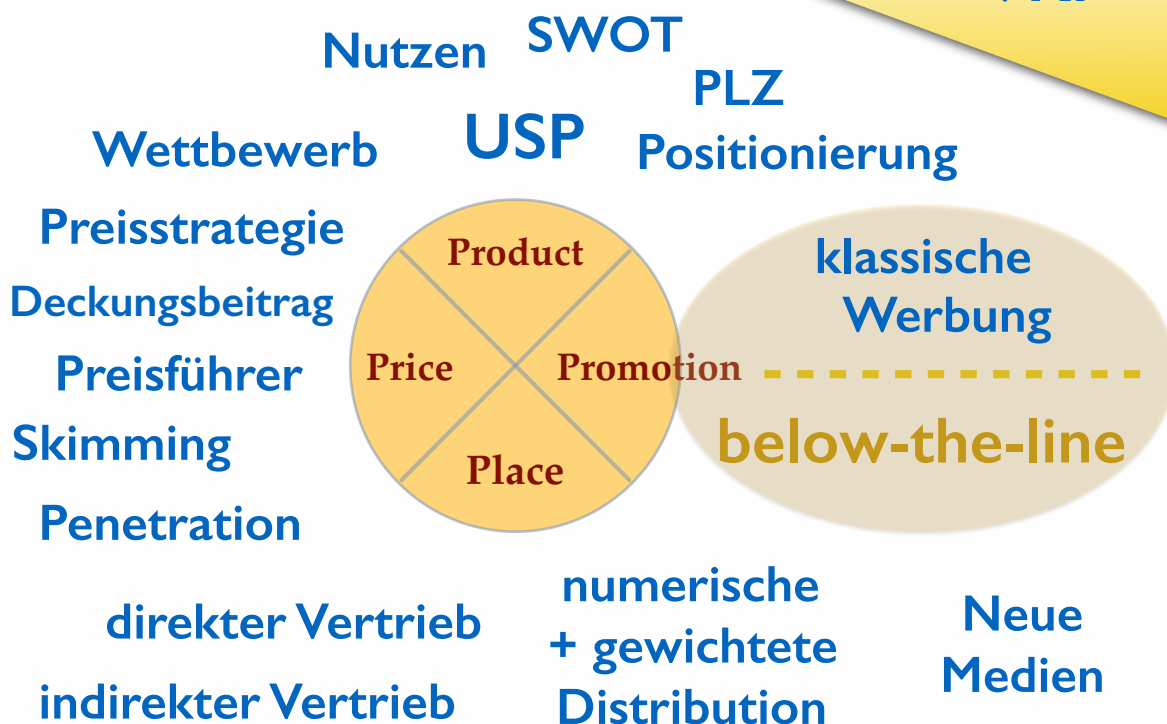 Nutzen
SWOT
PLZ
Wettbewerb
USP
Positionierung
Preisstrategie
Product
klassische
Werbung
Deckungsbeitrag
Preisführer
Price
Promotion
Skimming
below-the-line
Place
Penetration
numerische
+ gewichtete
Distribution
direkter Vertrieb
indirekter Vertrieb
Neue
Medien